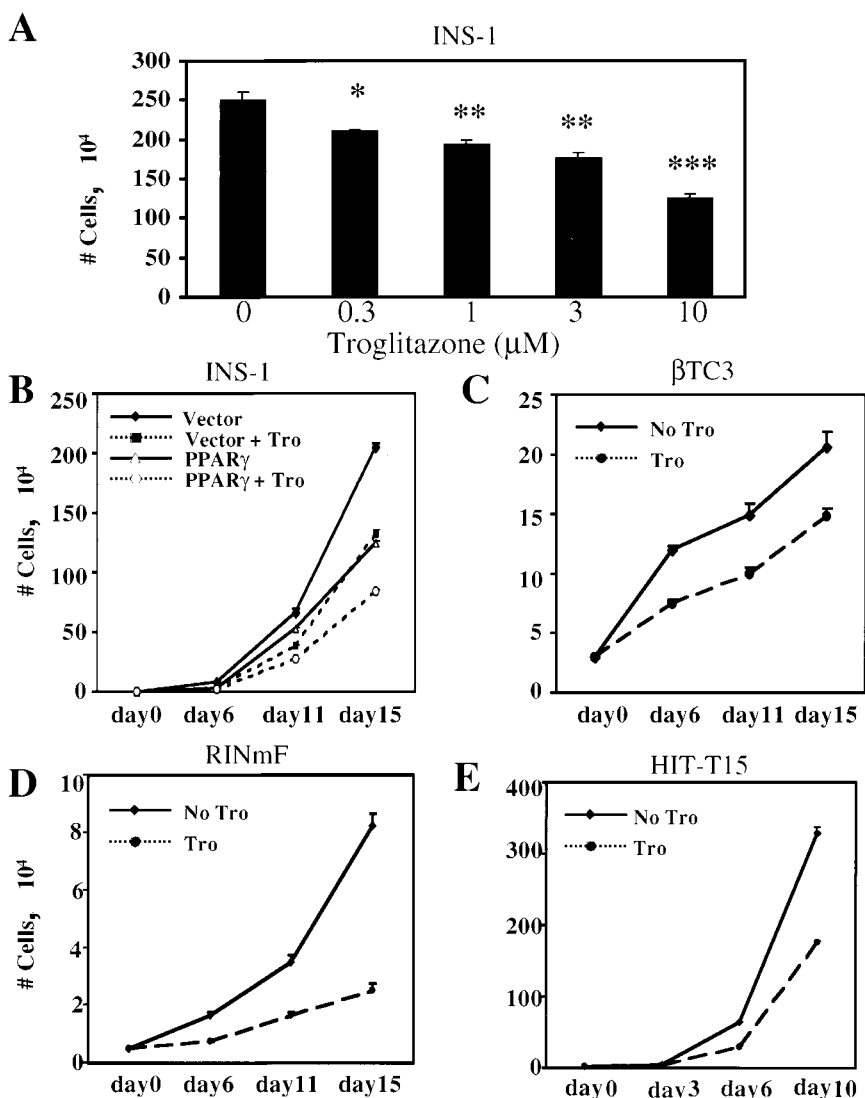 A
INS-1
# Cells, 10⁴
300
250
200
150
100
50
0
*
**
**
***
0 0.3 1 3 10
Troglitazone (μM)
B
INS-1
# Cells, 10⁴
250
200
150
100
50
0
Vector
Vector + Tro
PPARγ
PPARγ + Tro
day0 day6 day11 day15
C
βTC3
25
20
15
10
5
0
No Tro
Tro
day0 day6 day11 day15
D
RINmF
# Cells, 10⁴
10
8
6
4
2
0
No Tro
Tro
day0 day6 day11 day15
E
HIT-T15
400
300
200
100
0
No Tro
Tro
day0 day3 day6 day10